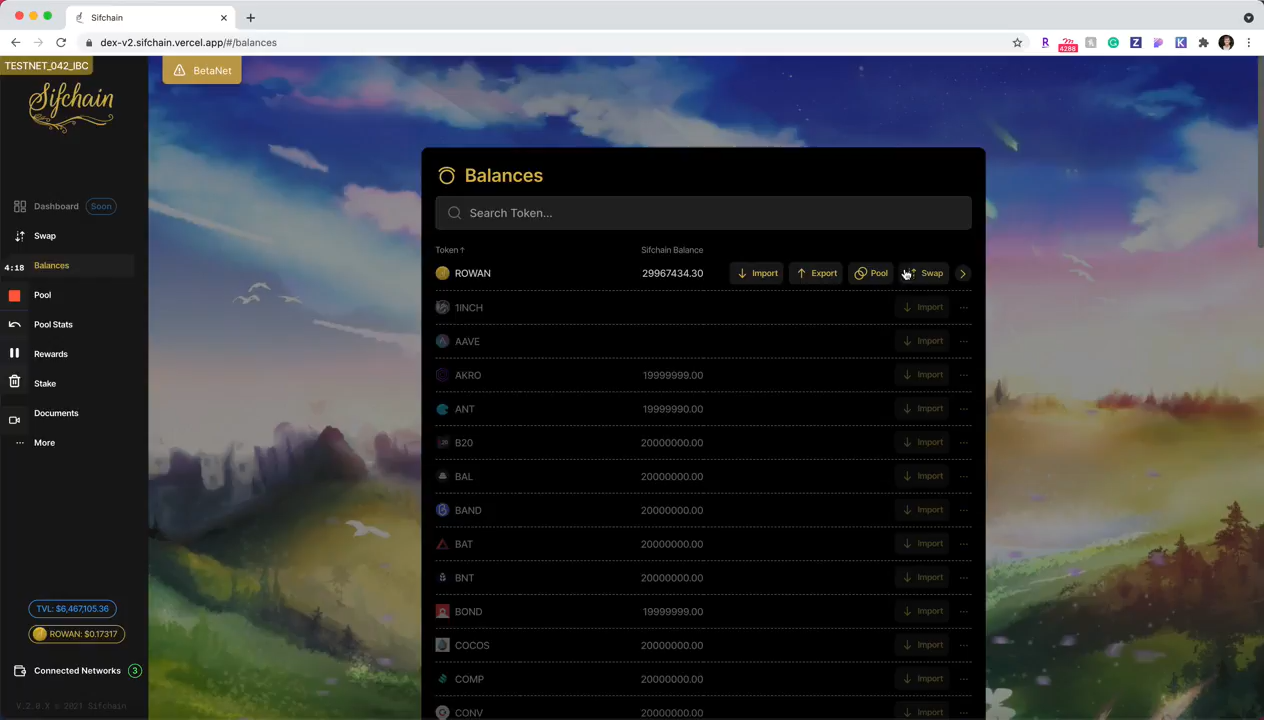 Sifchain
dex-v2.sifchain.vercel.app/#/balances
4288
TESTNET_042_IBC
BetaNet
Sifchain
Dashboard Soon
Swap
4:18 Balances
Pool
Pool Stats
Rewards
Stake
Documents
More
TVL: $6,467,105.36
ROWAN: $0.17317
Connected Networks 3
V.2.0.X © 2021 Sifchain
Balances
Search Token...
Token ↑ Sifchain Balance
ROWAN 29967434.30 Import Export Pool Swap
1INCH Import
AAVE Import
AKRO 19999999.00 Import
ANT 19999990.00 Import
B20 20000000.00 Import
BAL 20000000.00 Import
BAND 20000000.00 Import
BAT 20000000.00 Import
BNT 20000000.00 Import
BOND 19999999.00 Import
COCOS 20000000.00 Import
COMP 20000000.00 Import
CONV 20000000.00 Import